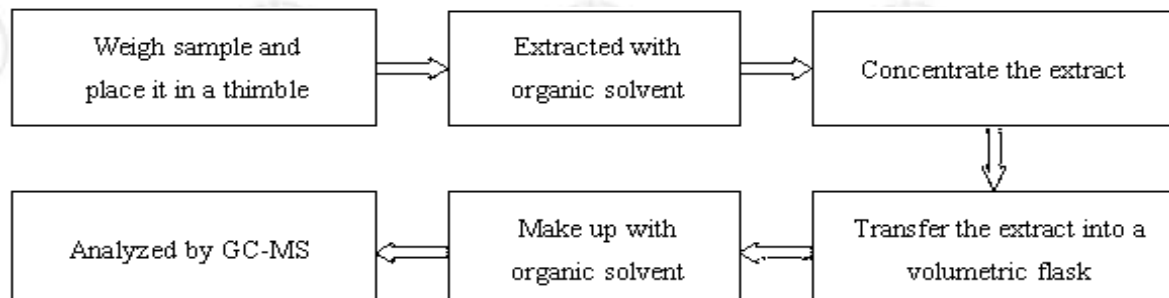 Weigh sample and
place it in a thimble
Extracted with
organic solvent
Concentrate the extract
Transfer the extract into a
volumetric flask
Make up with
organic solvent
Analyzed by GC-MS